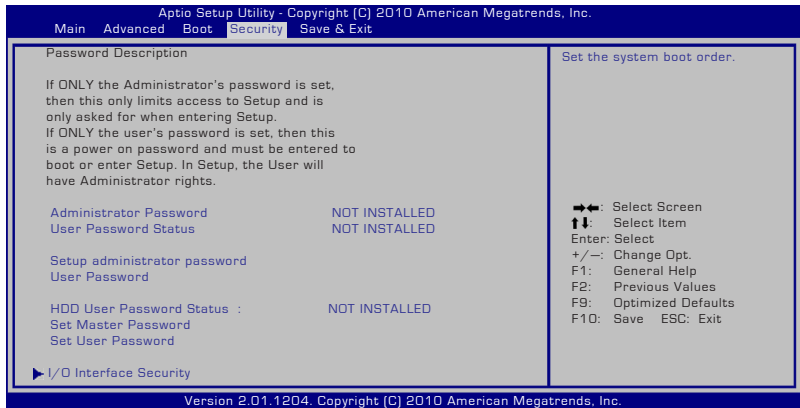 Aptio Setup Utility - Copyright (C) 2010 American Megatrends, Inc.
Main Advanced Boot Security Save & Exit
Password Description
If ONLY the Administrator's password is set,
then this only limits access to Setup and is
only asked for when entering Setup.
If ONLY the user's password is set, then this
is a power on password and must be entered to
boot or enter Setup. In Setup, the User will
have Administrator rights.
Administrator Password NOT INSTALLED
User Password Status NOT INSTALLED
Setup administrator password
User Password
HDD User Password Status : NOT INSTALLED
Set Master Password
Set User Password
I/O Interface Security
Set the system boot order.
→←: Select Screen
↑↓: Select Item
Enter: Select
+/—: Change Opt.
F1: General Help
F2: Previous Values
F9: Optimized Defaults
F10: Save ESC: Exit
Version 2.01.1204. Copyright (C) 2010 American Megatrends, Inc.